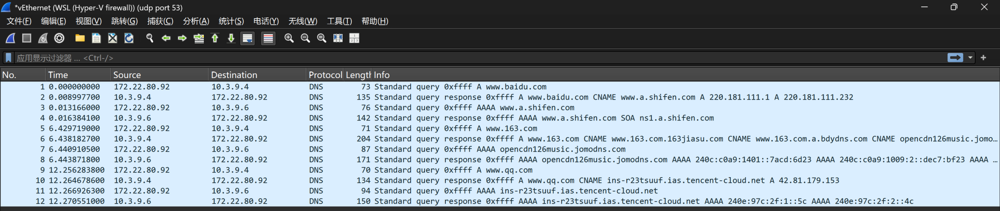 *vEthernet (WSL (Hyper-V firewall)) (udp port 53)
文件(F) 编辑(E) 视图(V) 跳转(G) 捕获(C) 分析(A) 统计(S) 电话(Y) 无线(W) 工具(T) 帮助(H)
应用显示过滤器 … <Ctrl-/>
No. Time Source Destination Protocol Length Info
1 0.000000000 172.22.80.92 10.3.9.4 DNS 73 Standard query 0xffff A www.baidu.com
2 0.008997700 10.3.9.4 172.22.80.92 DNS 135 Standard query response 0xffff A www.baidu.com CNAME www.a.shifen.com A 220.181.111.1 A 220.181.111.232
3 0.013166000 172.22.80.92 10.3.9.6 DNS 76 Standard query 0xffff AAAA www.a.shifen.com
4 0.016384100 10.3.9.6 172.22.80.92 DNS 142 Standard query response 0xffff AAAA www.a.shifen.com SOA ns1.a.shifen.com
5 6.429719000 172.22.80.92 10.3.9.4 DNS 71 Standard query 0xffff A www.163.com
6 6.438182700 10.3.9.4 172.22.80.92 DNS 204 Standard query response 0xffff A www.163.com CNAME www.163.com.163jiasu.com CNAME www.163.com.a.bdydns.com CNAME opencdn126music.jomo…
7 6.440910500 172.22.80.92 10.3.9.6 DNS 87 Standard query 0xffff AAAA opencdn126music.jomodns.com
8 6.443871800 10.3.9.6 172.22.80.92 DNS 171 Standard query response 0xffff AAAA opencdn126music.jomodns.com AAAA 240c:c0a9:1401::7acd:6d23 AAAA 240c:c0a9:1009:2::dec7:bf23 AAAA …
9 12.256283800 172.22.80.92 10.3.9.4 DNS 70 Standard query 0xffff A www.qq.com
10 12.264678600 10.3.9.4 172.22.80.92 DNS 134 Standard query response 0xffff A www.qq.com CNAME ins-r23tsuuf.ias.tencent-cloud.net A 42.81.179.153
11 12.266926300 172.22.80.92 10.3.9.6 DNS 94 Standard query 0xffff AAAA ins-r23tsuuf.ias.tencent-cloud.net
12 12.270551000 10.3.9.6 172.22.80.92 DNS 150 Standard query response 0xffff AAAA ins-r23tsuuf.ias.tencent-cloud.net AAAA 240e:97c:2f:1::5c AAAA 240e:97c:2f:2::4c